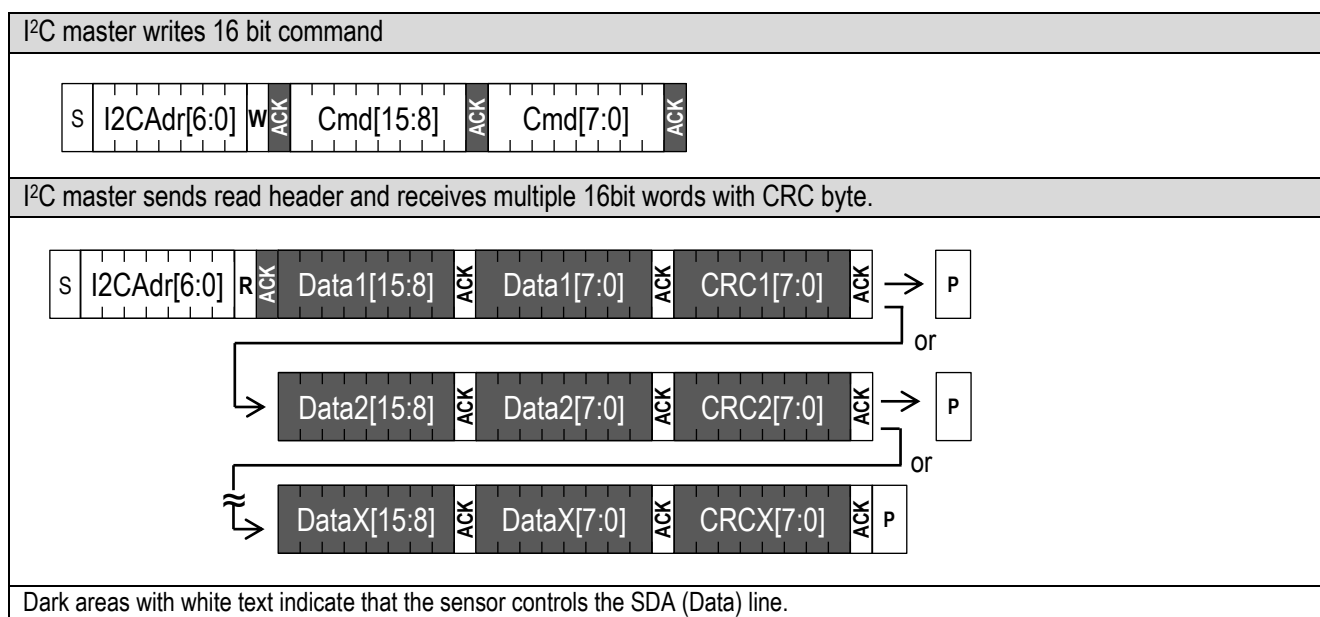 I²C master writes 16 bit command
S I2CAdr[6:0] W ACK Cmd[15:8] ACK Cmd[7:0] ACK
I²C master sends read header and receives multiple 16bit words with CRC byte.
S I2CAdr[6:0] R ACK Data1[15:8] ACK Data1[7:0] ACK CRC1[7:0] ACK P
or
Data2[15:8] ACK Data2[7:0] ACK CRC2[7:0] ACK P
or
DataX[15:8] ACK DataX[7:0] ACK CRCX[7:0] ACK P
Dark areas with white text indicate that the sensor controls the SDA (Data) line.